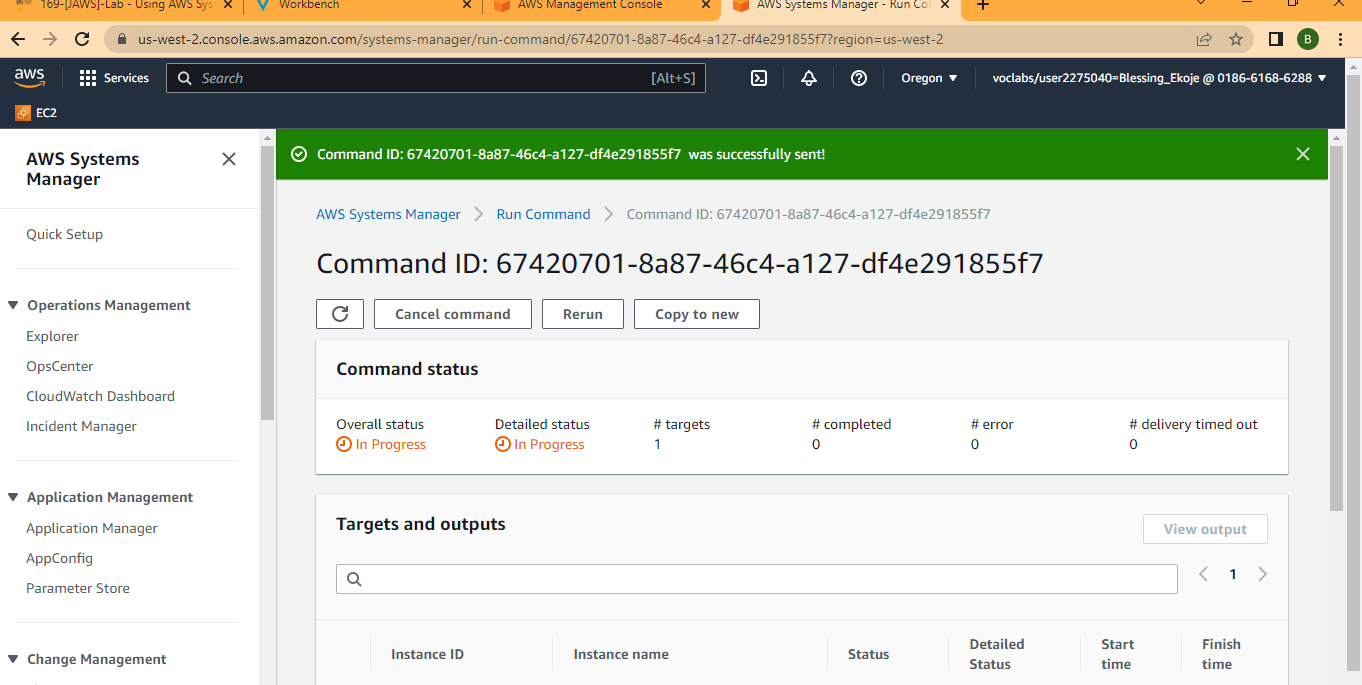 169-[JAWS]-Lab - Using AWS Sys
Workbench
AWS Management Console
AWS Systems Manager - Run Co
us-west-2.console.aws.amazon.com/systems-manager/run-command/67420701-8a87-46c4-a127-df4e291855f7?region=us-west-2
B
aws
Services
Search
[Alt+S]
Oregon
voclabs/user2275040=Blessing_Ekoje @ 0186-6168-6288
EC2
AWS Systems
Manager
Quick Setup
Operations Management
Explorer
OpsCenter
CloudWatch Dashboard
Incident Manager
Application Management
Application Manager
AppConfig
Parameter Store
Change Management
Command ID: 67420701-8a87-46c4-a127-df4e291855f7 was successfully sent!
AWS Systems Manager
Run Command
Command ID: 67420701-8a87-46c4-a127-df4e291855f7
Command ID: 67420701-8a87-46c4-a127-df4e291855f7
Cancel command
Rerun
Copy to new
Command status
Overall status
In Progress
Detailed status
In Progress
# targets
1
# completed
0
# error
0
# delivery timed out
0
Targets and outputs
View output
1
Instance ID
Instance name
Status
Detailed
Status
Start
time
Finish
time